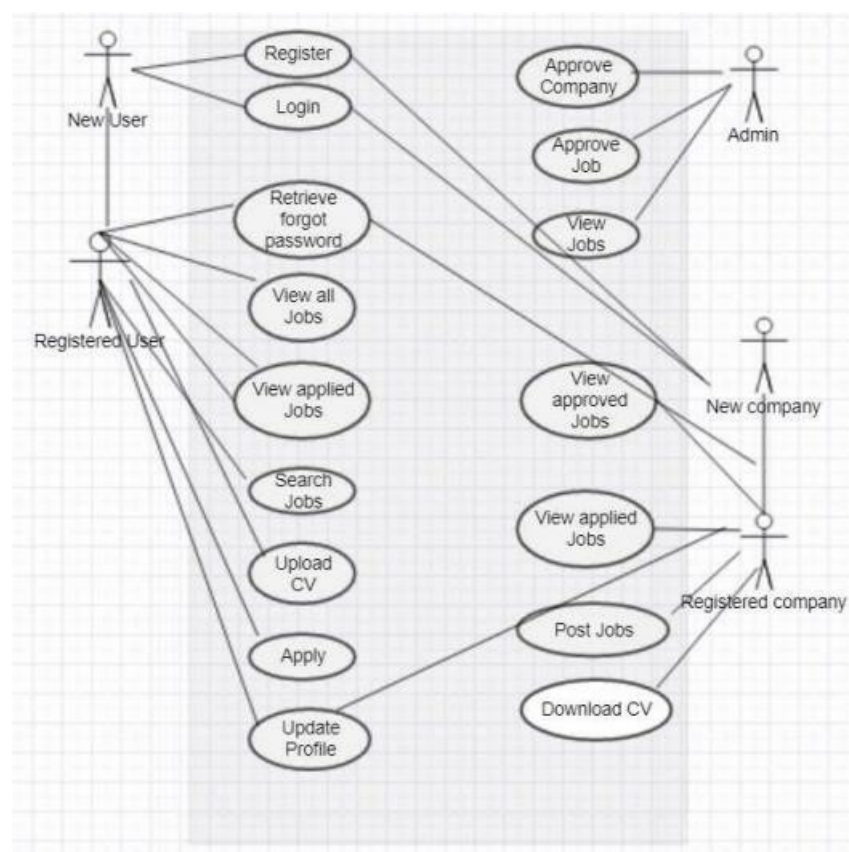 Register
Login
New User
Approve
Company
Admin
Approve
Job
Retrieve
forgot
password
View
Jobs
View all
Jobs
Registered User
View applied
Jobs
View
approved
Jobs
New company
Search
Jobs
View applied
Jobs
Upload
CV
Registered company
Post Jobs
Apply
Download CV
Update
Profile